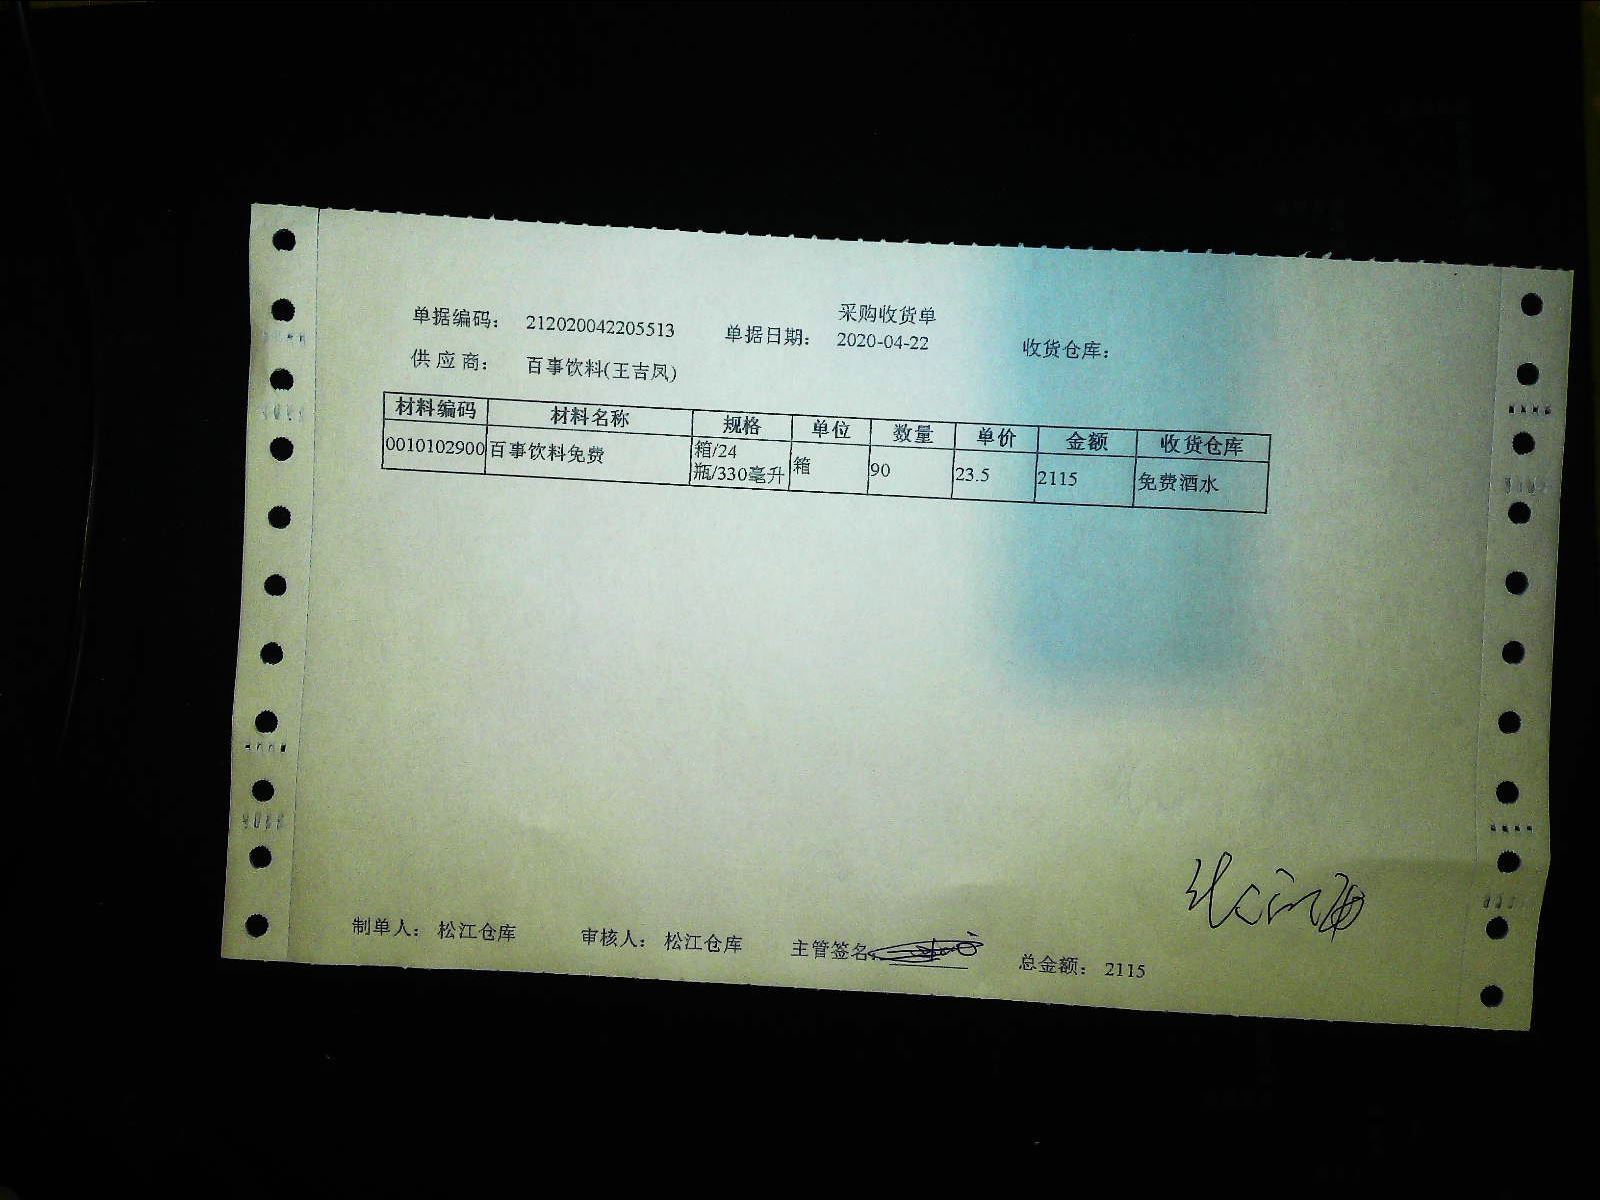 采购收货单
单据编码： 212020042205513 单据日期： 2020-04-22 收货仓库：
供 应 商： 百事饮料(王吉凤)
材料编码 材料名称 规格 单位 数量 单价 金额 收货仓库
0010102900 百事饮料免费 箱/24 瓶/330毫升 箱 90 23.5 2115 免费酒水
制单人： 松江仓库 审核人： 松江仓库 主管签名： 总金额： 2115